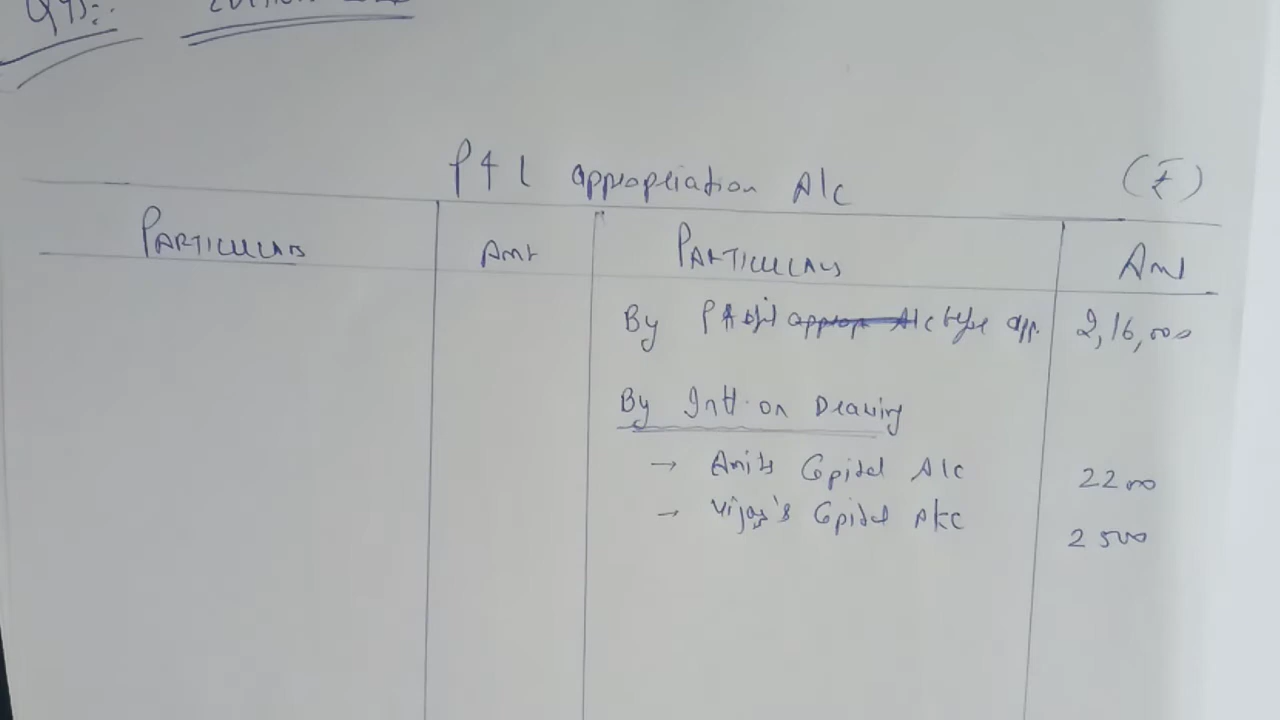 P & L appropriation A/c (₹)
PARTICULARS Amt PARTICULARS Amt
By Profit app. 2,16,000
By Intt. on Drawing
→ Amit's Capital A/c 2200
→ Vijay's Capital A/c 2500